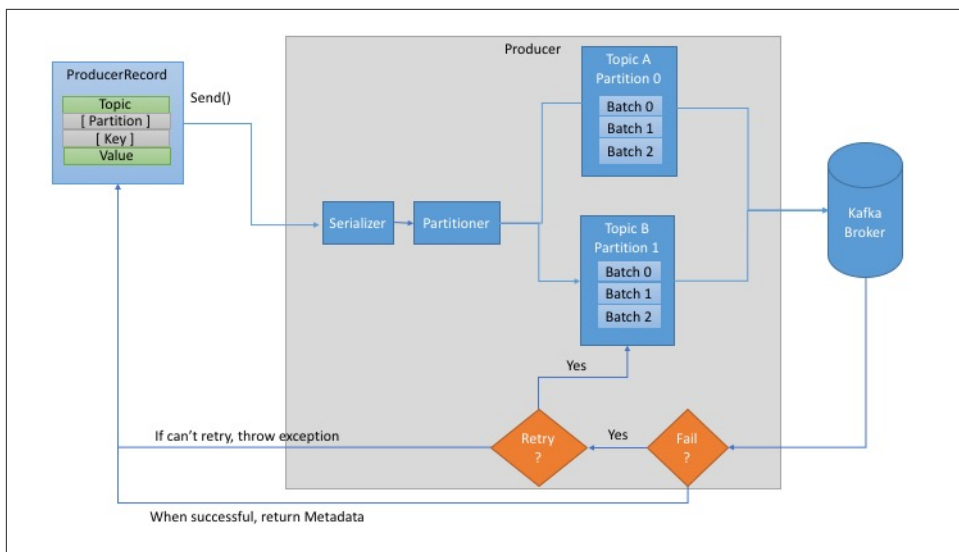 Producer
ProducerRecord
Topic
[ Partition ]
[ Key ]
Value
Send()
Serializer
Partitioner
Topic A
Partition 0
Batch 0
Batch 1
Batch 2
Topic B
Partition 1
Batch 0
Batch 1
Batch 2
Kafka
Broker
Yes
Retry
?
Yes
Fail
?
If can't retry, throw exception
When successful, return Metadata